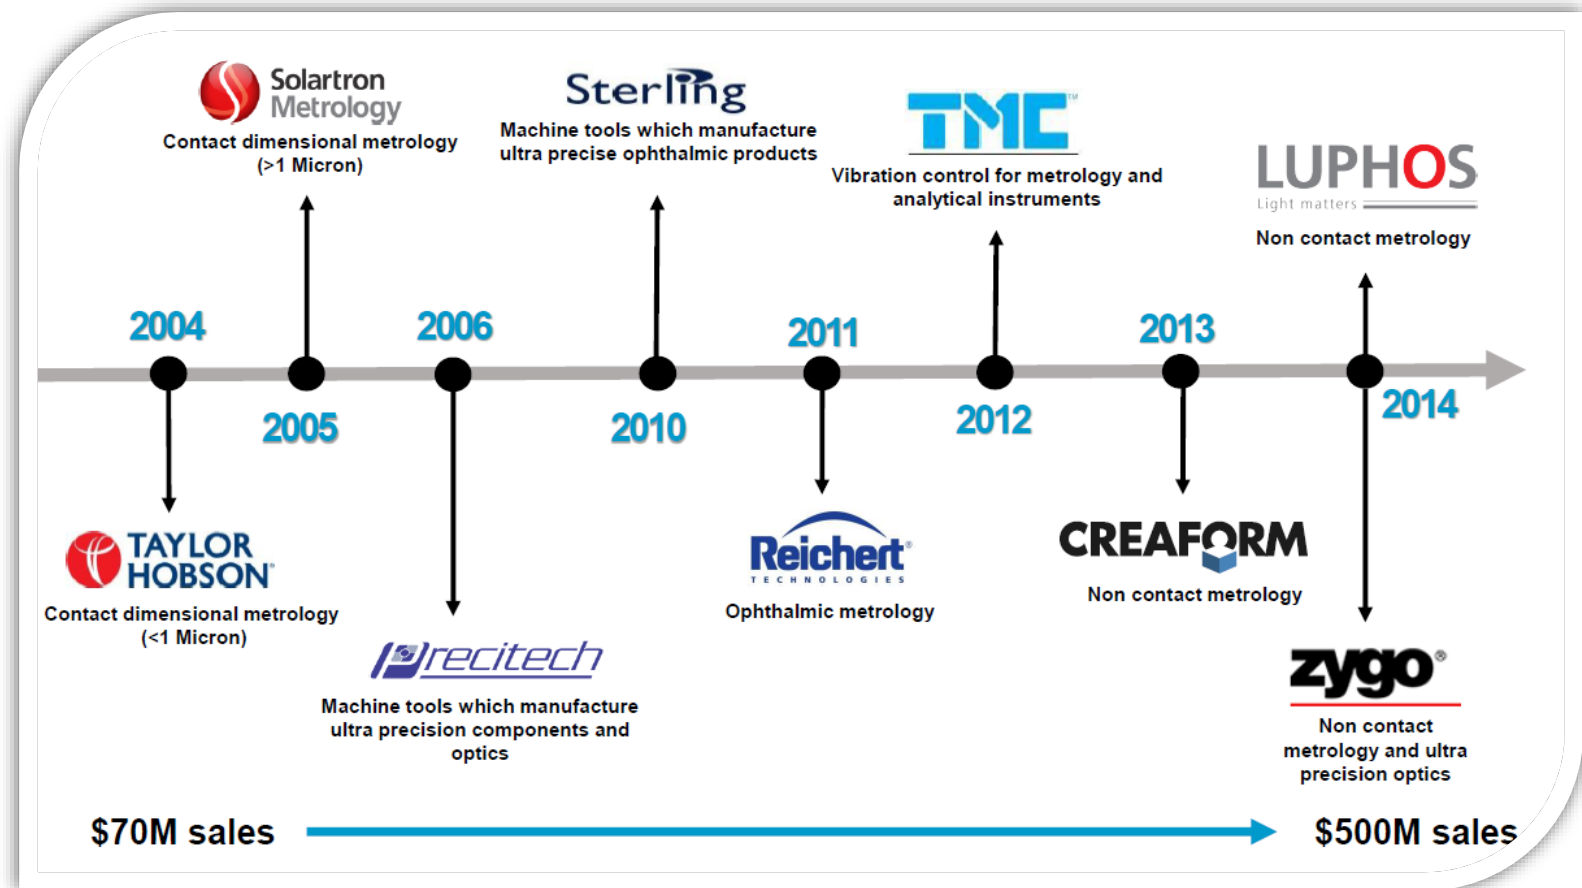 Solartron
Metrology
Contact dimensional metrology
(>1 Micron)
Sterling
Machine tools which manufacture
ultra precise ophthalmic products
TMC™
Vibration control for metrology and
analytical instruments
LUPHOS
Light matters
Non contact metrology
2004
2005
2006
2010
2011
2012
2013
2014
TAYLOR
HOBSON
Contact dimensional metrology
(<1 Micron)
Precitech
Machine tools which manufacture
ultra precision components and
optics
Reichert®
TECHNOLOGIES
Ophthalmic metrology
CREAFORM
Non contact metrology
zygo®
Non contact
metrology and ultra
precision optics
$70M sales
$500M sales